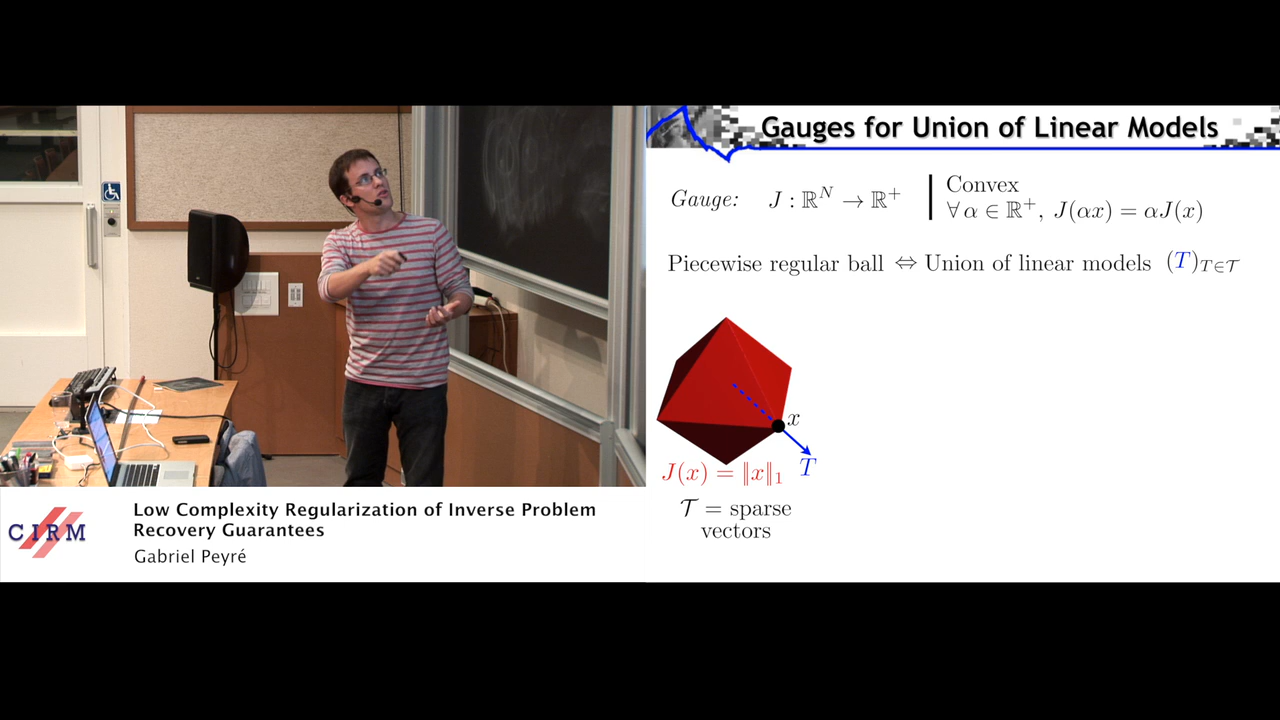 Gauges for Union of Linear Models
Gauge: J : ℝᴺ → ℝ⁺
Convex
∀ α ∈ ℝ⁺, J(αx) = αJ(x)
Piecewise regular ball ⇔ Union of linear models (T)_{T∈𝒯}
x
T
J(x) = ‖x‖₁
𝒯 = sparse
vectors
CIRM
Low Complexity Regularization of Inverse Problem
Recovery Guarantees
Gabriel Peyré